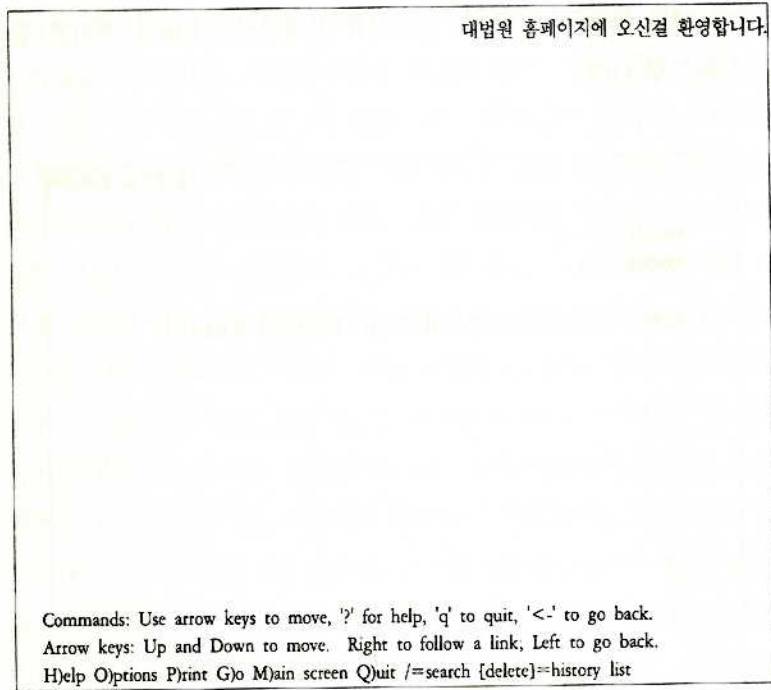 대법원 홈페이지에 오신걸 환영합니다.
Commands: Use arrow keys to move, '?' for help, 'q' to quit, '<-' to go back.
Arrow keys: Up and Down to move. Right to follow a link; Left to go back.
H)elp O)ptions P)rint G)o M)ain screen Q)uit /=search [delete]=history list